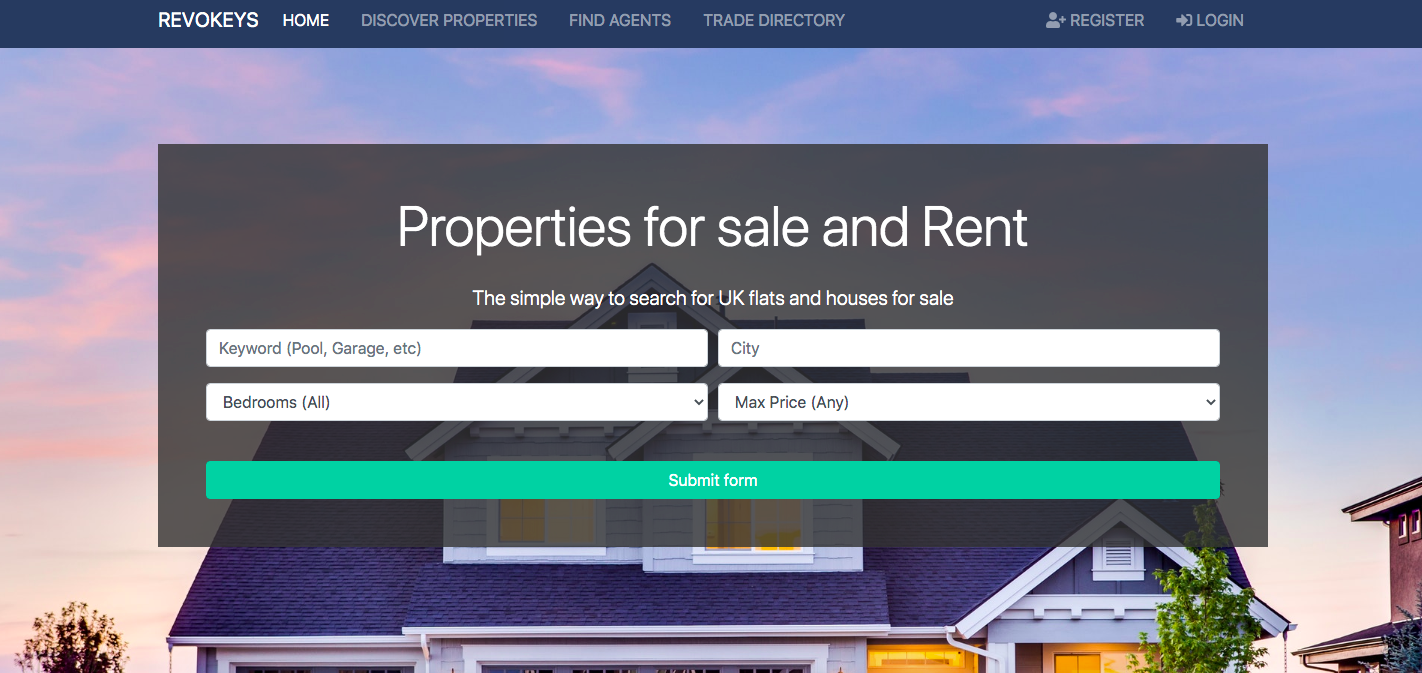 REVOKEYS HOME DISCOVER PROPERTIES FIND AGENTS TRADE DIRECTORY REGISTER LOGIN
Properties for sale and Rent
The simple way to search for UK flats and houses for sale
Keyword (Pool, Garage, etc) City
Bedrooms (All) Max Price (Any)
Submit form